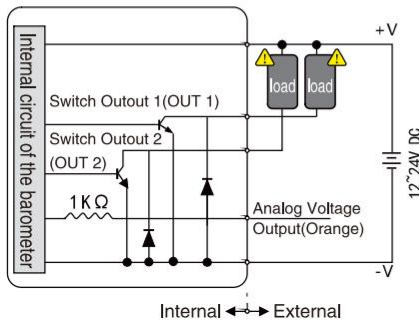 Internal circuit of the barometer
+V
load
load
Switch Outout 1(OUT 1)
Switch Outout 2
(OUT 2)
1KΩ
Analog Voltage
Output(Orange)
12~24V DC
-V
Internal
External